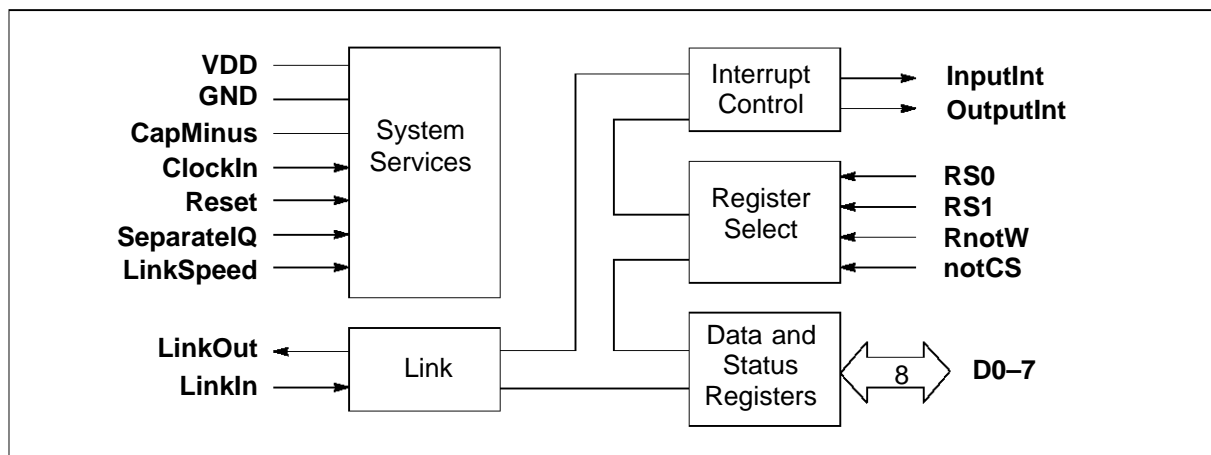 VDD
GND
CapMinus
ClockIn
Reset
SeparateIQ
LinkSpeed
System
Services
LinkOut
LinkIn
Link
Interrupt
Control
InputInt
OutputInt
Register
Select
RS0
RS1
RnotW
notCS
Data and
Status
Registers
8
D0–7